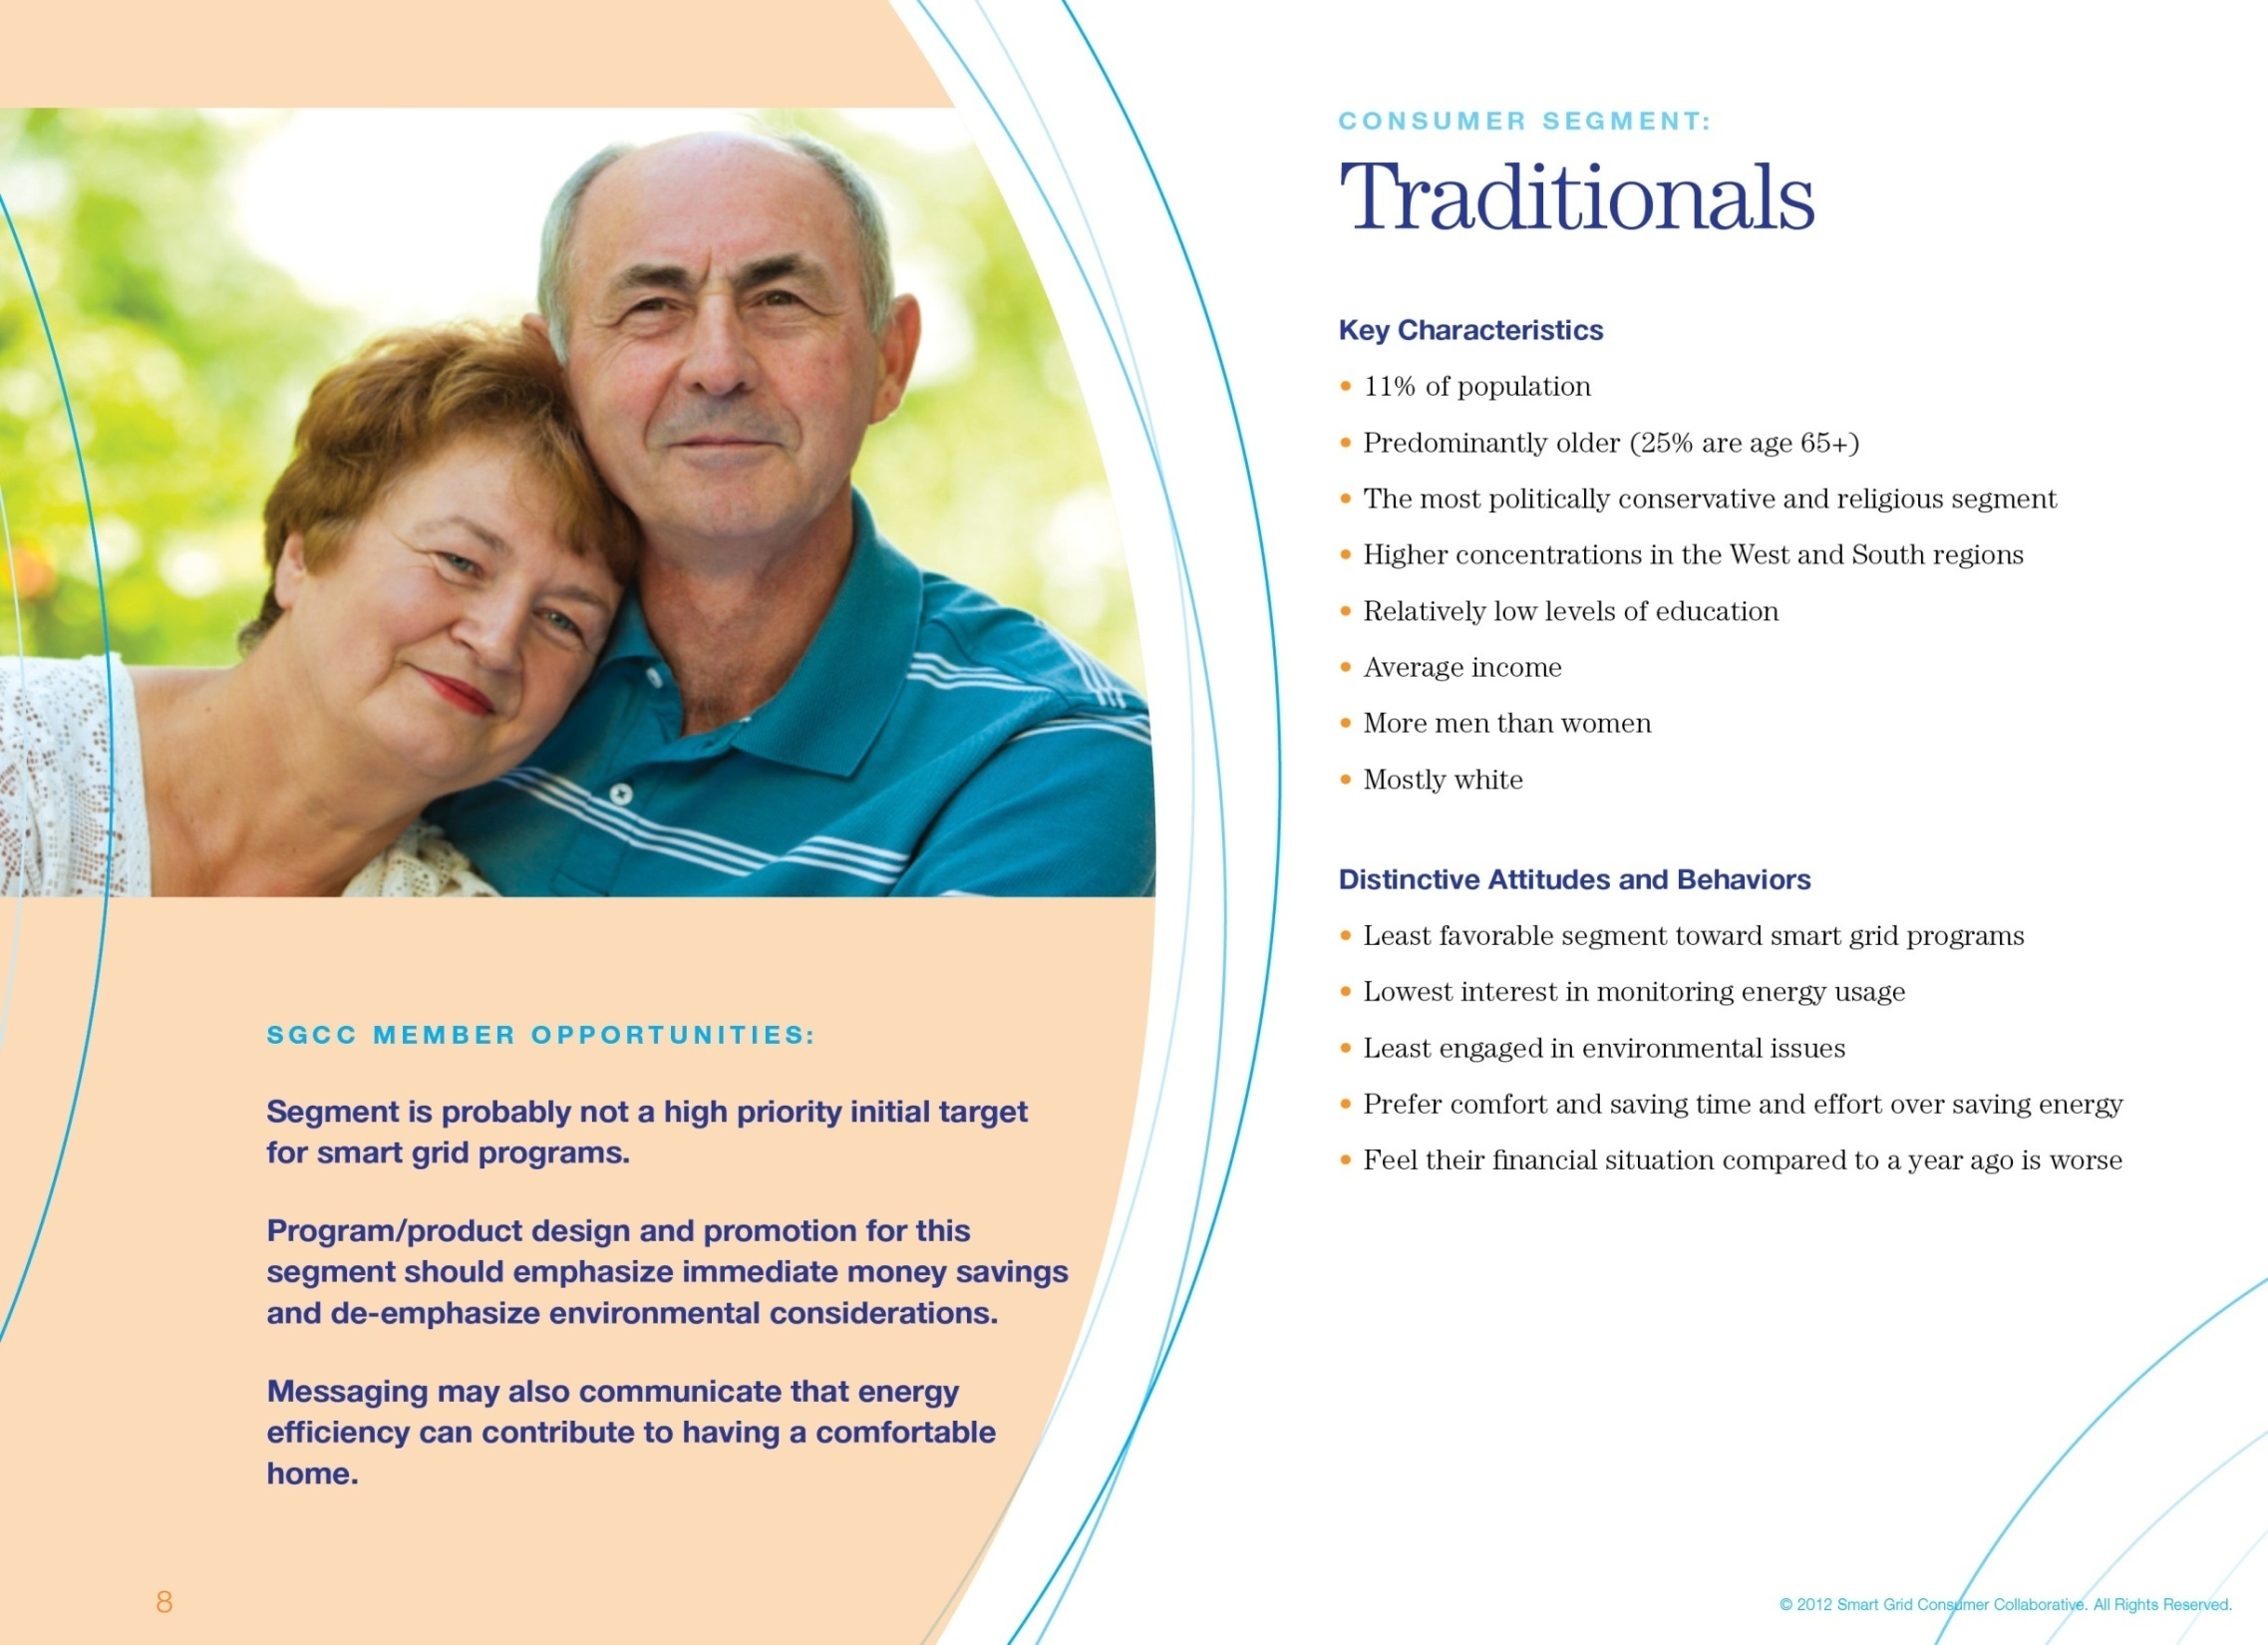 SGCC MEMBER OPPORTUNITIES:
Segment is probably not a high priority initial target
for smart grid programs.
Program/product design and promotion for this
segment should emphasize immediate money savings
and de-emphasize environmental considerations.
Messaging may also communicate that energy
efficiency can contribute to having a comfortable
home.
8
CONSUMER SEGMENT:
Traditionals
Key Characteristics
• 11% of population
• Predominantly older (25% are age 65+)
• The most politically conservative and religious segment
• Higher concentrations in the West and South regions
• Relatively low levels of education
• Average income
• More men than women
• Mostly white
Distinctive Attitudes and Behaviors
• Least favorable segment toward smart grid programs
• Lowest interest in monitoring energy usage
• Least engaged in environmental issues
• Prefer comfort and saving time and effort over saving energy
• Feel their financial situation compared to a year ago is worse
© 2012 Smart Grid Consumer Collaborative. All Rights Reserved.